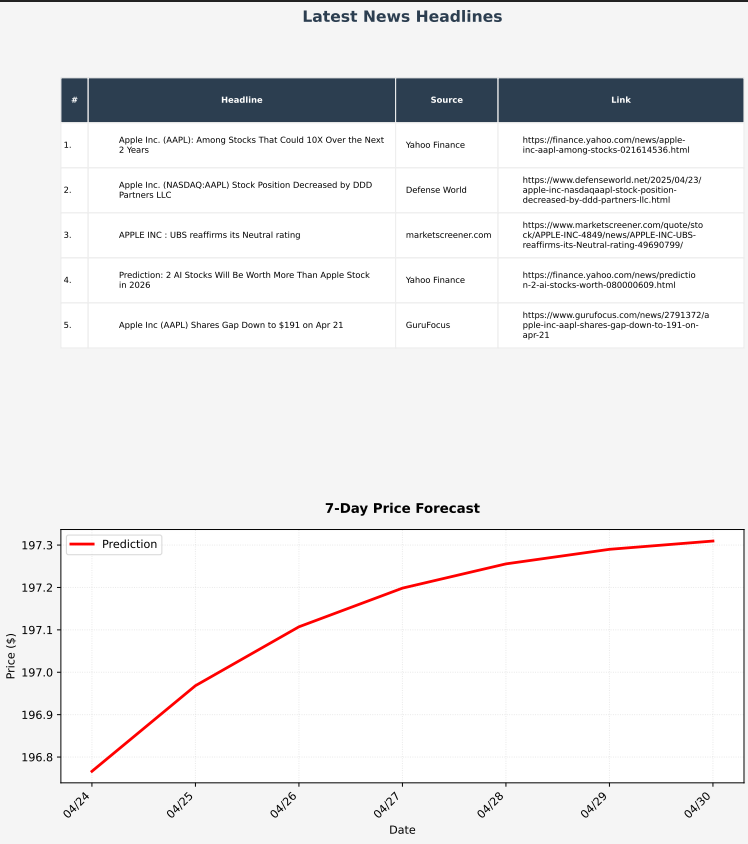 Latest News Headlines
# Headline Source Link
1. Apple Inc. (AAPL): Among Stocks That Could 10X Over the Next
2 Years
Yahoo Finance
https://finance.yahoo.com/news/apple-
inc-aapl-among-stocks-021614536.html
2. Apple Inc. (NASDAQ:AAPL) Stock Position Decreased by DDD
Partners LLC
Defense World
https://www.defenseworld.net/2025/04/23/
apple-inc-nasdaqaapl-stock-position-
decreased-by-ddd-partners-llc.html
3. APPLE INC : UBS reaffirms its Neutral rating
marketscreener.com
https://www.marketscreener.com/quote/sto
ck/APPLE-INC-4849/news/APPLE-INC-UBS-
reaffirms-its-Neutral-rating-49690799/
4. Prediction: 2 AI Stocks Will Be Worth More Than Apple Stock
in 2026
Yahoo Finance
https://finance.yahoo.com/news/predictio
n-2-ai-stocks-worth-080000609.html
5. Apple Inc (AAPL) Shares Gap Down to $191 on Apr 21
GuruFocus
https://www.gurufocus.com/news/2791372/a
pple-inc-aapl-shares-gap-down-to-191-on-
apr-21
7-Day Price Forecast
Prediction
Price ($)
197.3
197.2
197.1
197.0
196.9
196.8
04/24 04/25 04/26 04/27 04/28 04/29 04/30
Date